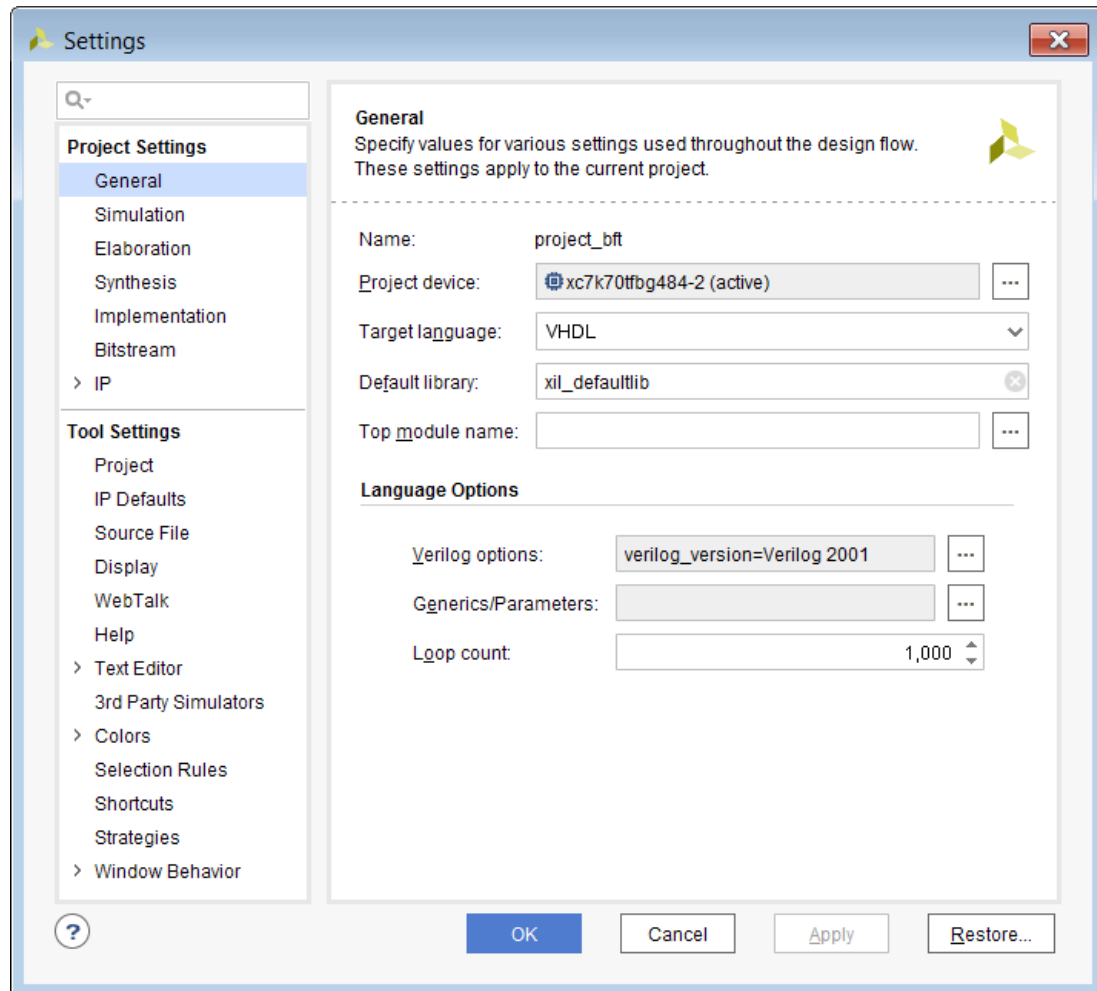 Settings
Project Settings
General
Simulation
Elaboration
Synthesis
Implementation
Bitstream
IP
Tool Settings
Project
IP Defaults
Source File
Display
WebTalk
Help
Text Editor
3rd Party Simulators
Colors
Selection Rules
Shortcuts
Strategies
Window Behavior
General
Specify values for various settings used throughout the design flow.
These settings apply to the current project.
Name: project_bft
Project device: xc7k70tfbg484-2 (active) ...
Target language: VHDL
Default library: xil_defaultlib
Top module name: ...
Language Options
Verilog options: verilog_version=Verilog 2001 ...
Generics/Parameters: ...
Loop count: 1,000
? OK Cancel Apply Restore...